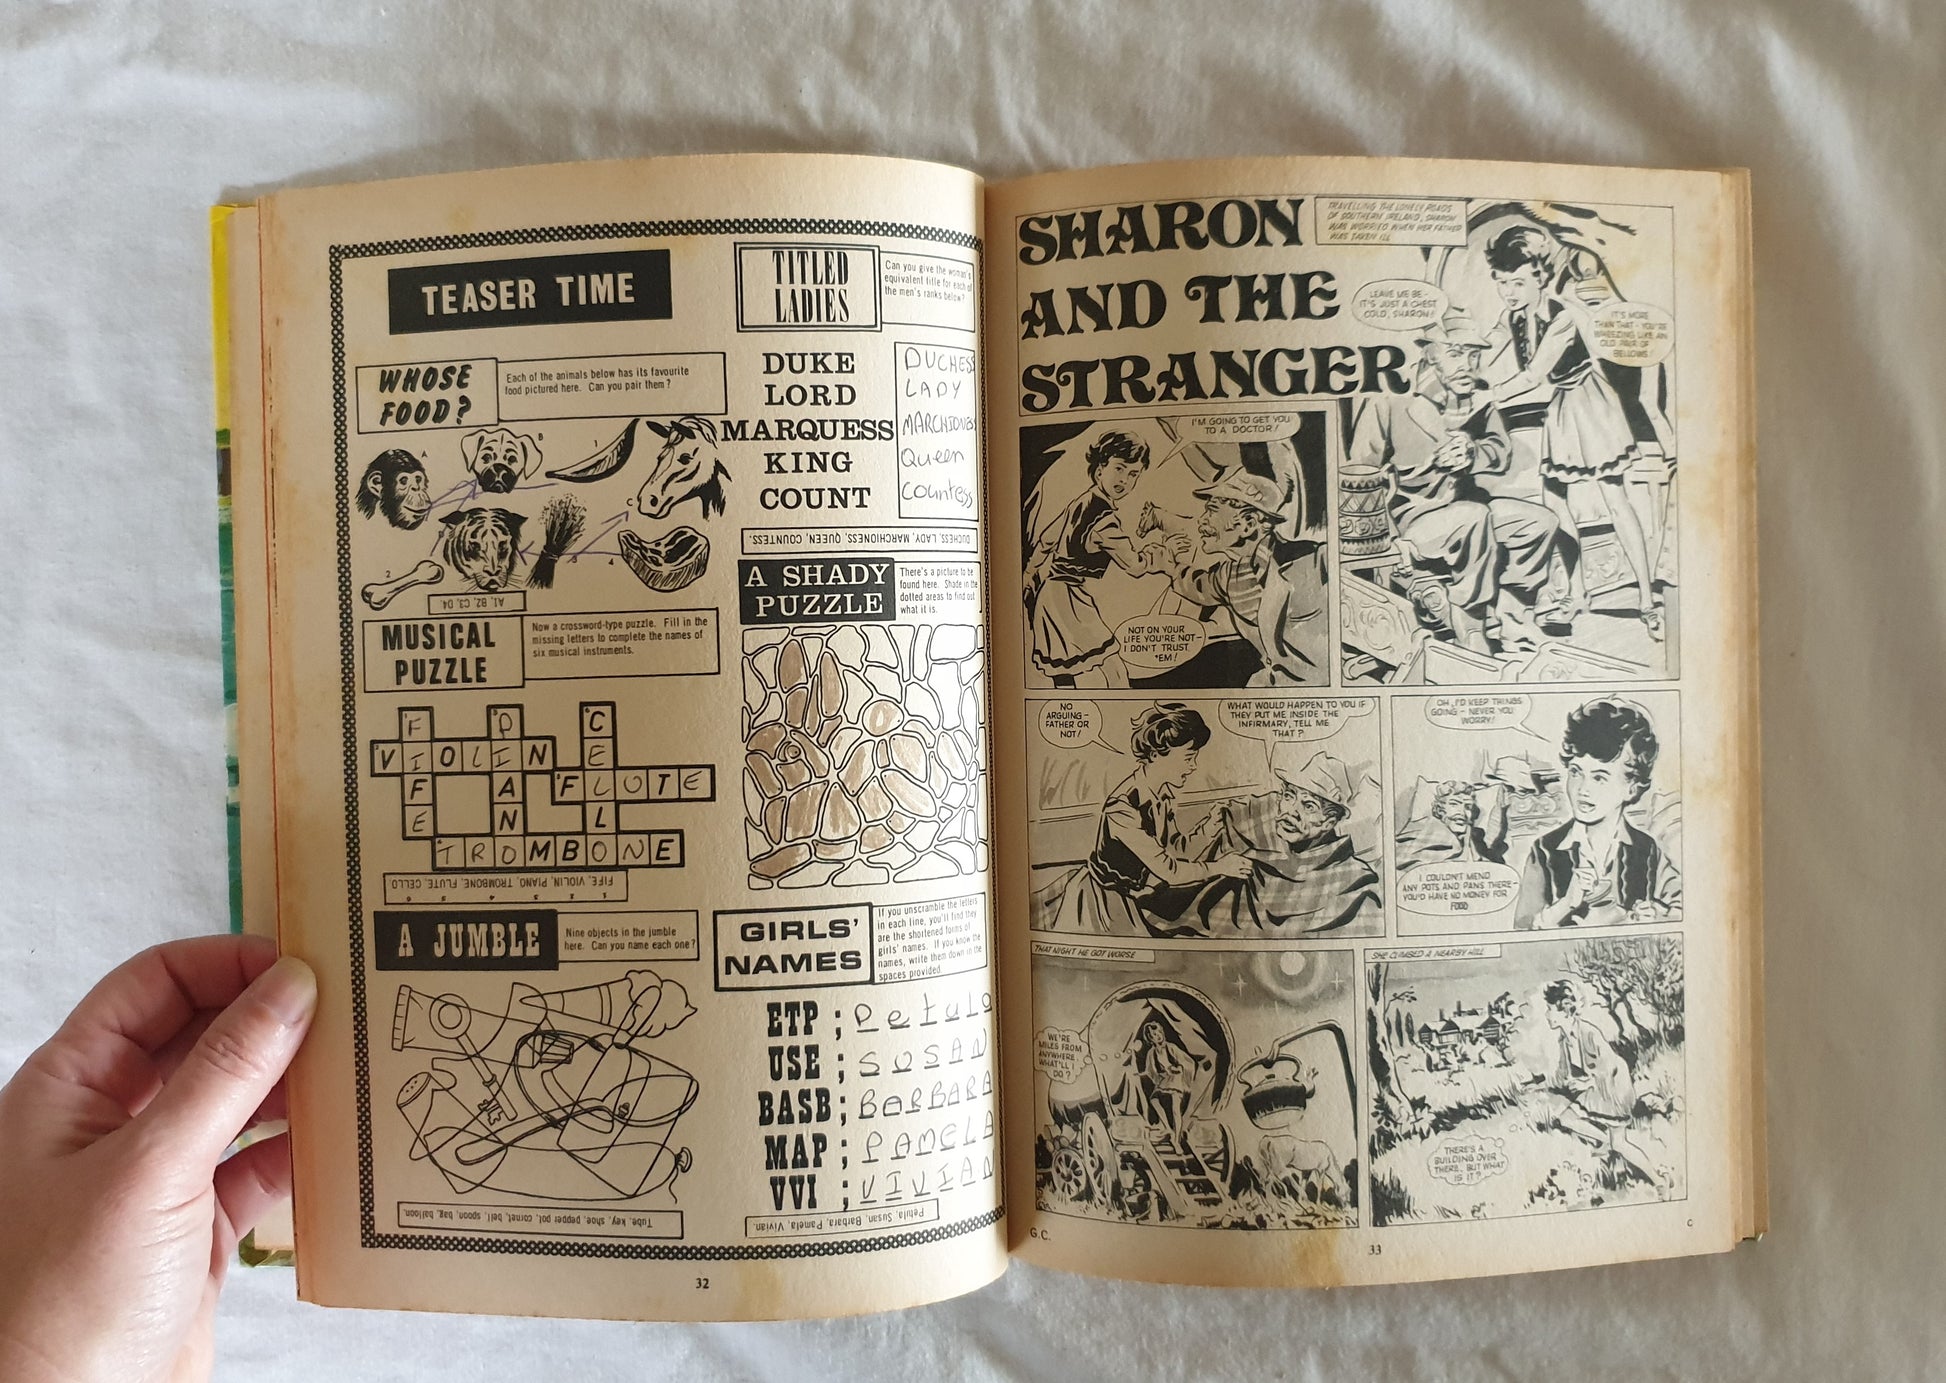 TEASER TIME
WHOSE
FOOD?
Each of the animals below has its favourite
food pictured here. Can you pair them?
A
B
1
C
2
3
4
A1, B2, C3, D4.
MUSICAL
PUZZLE
Now a crossword-type puzzle. Fill in the
missing letters to complete the names of
six musical instruments.
FIFE
VIOLIN
PIANO
CELLO
FLUTE
TROMBONE
FIFE, VIOLIN, PIANO, TROMBONE, FLUTE, CELLO
1 2 3 4 5 6
A JUMBLE
Nine objects in the jumble
here. Can you name each one?
Tube, key, shoe, pepper pot, cornet, bell, spoon, bag, balloon.
TITLED
LADIES
Can you give the woman's
equivalent title for each of
the men's ranks below?
DUKE DUCHESS
LORD LADY
MARQUESS MARCHIONESS
KING Queen
COUNT Countess
DUCHESS, LADY, MARCHIONESS, QUEEN, COUNTESS.
A SHADY
PUZZLE
There's a picture to be
found here. Shade in the
dotted areas to find out
what it is.
GIRLS'
NAMES
If you unscramble the letters
in each line, you'll find they
are the shortened forms of
girls' names. If you know the
names, write them down in the
spaces provided.
ETP ; Petula
USE ; SUSAN
BASB ; BARBARA
MAP ; PAMELA
VVI ; VIVIAN
Susan, Barbara, Pamela, Vivian.
32
SHARON
AND THE
STRANGER
TRAVELLING THE LONELY ROADS
OF SOUTHERN IRELAND, SHARON
WAS WORRIED WHEN HER FATHER
WAS TAKEN ILL
LEAVE ME BE -
IT'S JUST A CHEST
COLD, SHARON!
IT'S MORE
THAN THAT - YOU'RE
WHEEZING LIKE AN
OLD PAIR OF
BELLOWS!
I'M GOING TO GET YOU
TO A DOCTOR!
NOT ON YOUR
LIFE YOU'RE NOT -
I DON'T TRUST
'EM!
NO
ARGUING -
FATHER OR
NOT!
WHAT WOULD HAPPEN TO YOU IF
THEY PUT ME INSIDE THE
INFIRMARY, TELL ME
THAT?
OH, I'D KEEP THINGS
GOING - NEVER YOU
WORRY!
I COULDN'T MEND
ANY POTS AND PANS THERE -
YOU'D HAVE NO MONEY FOR
FOOD
THAT NIGHT HE GOT WORSE
WE'RE
MILES FROM
ANYWHERE.
WHAT'LL I
DO?
SHE CLIMBED A NEARBY HILL
THERE'S A
BUILDING OVER
THERE, BUT WHAT
IS IT?
G.C.
33
C